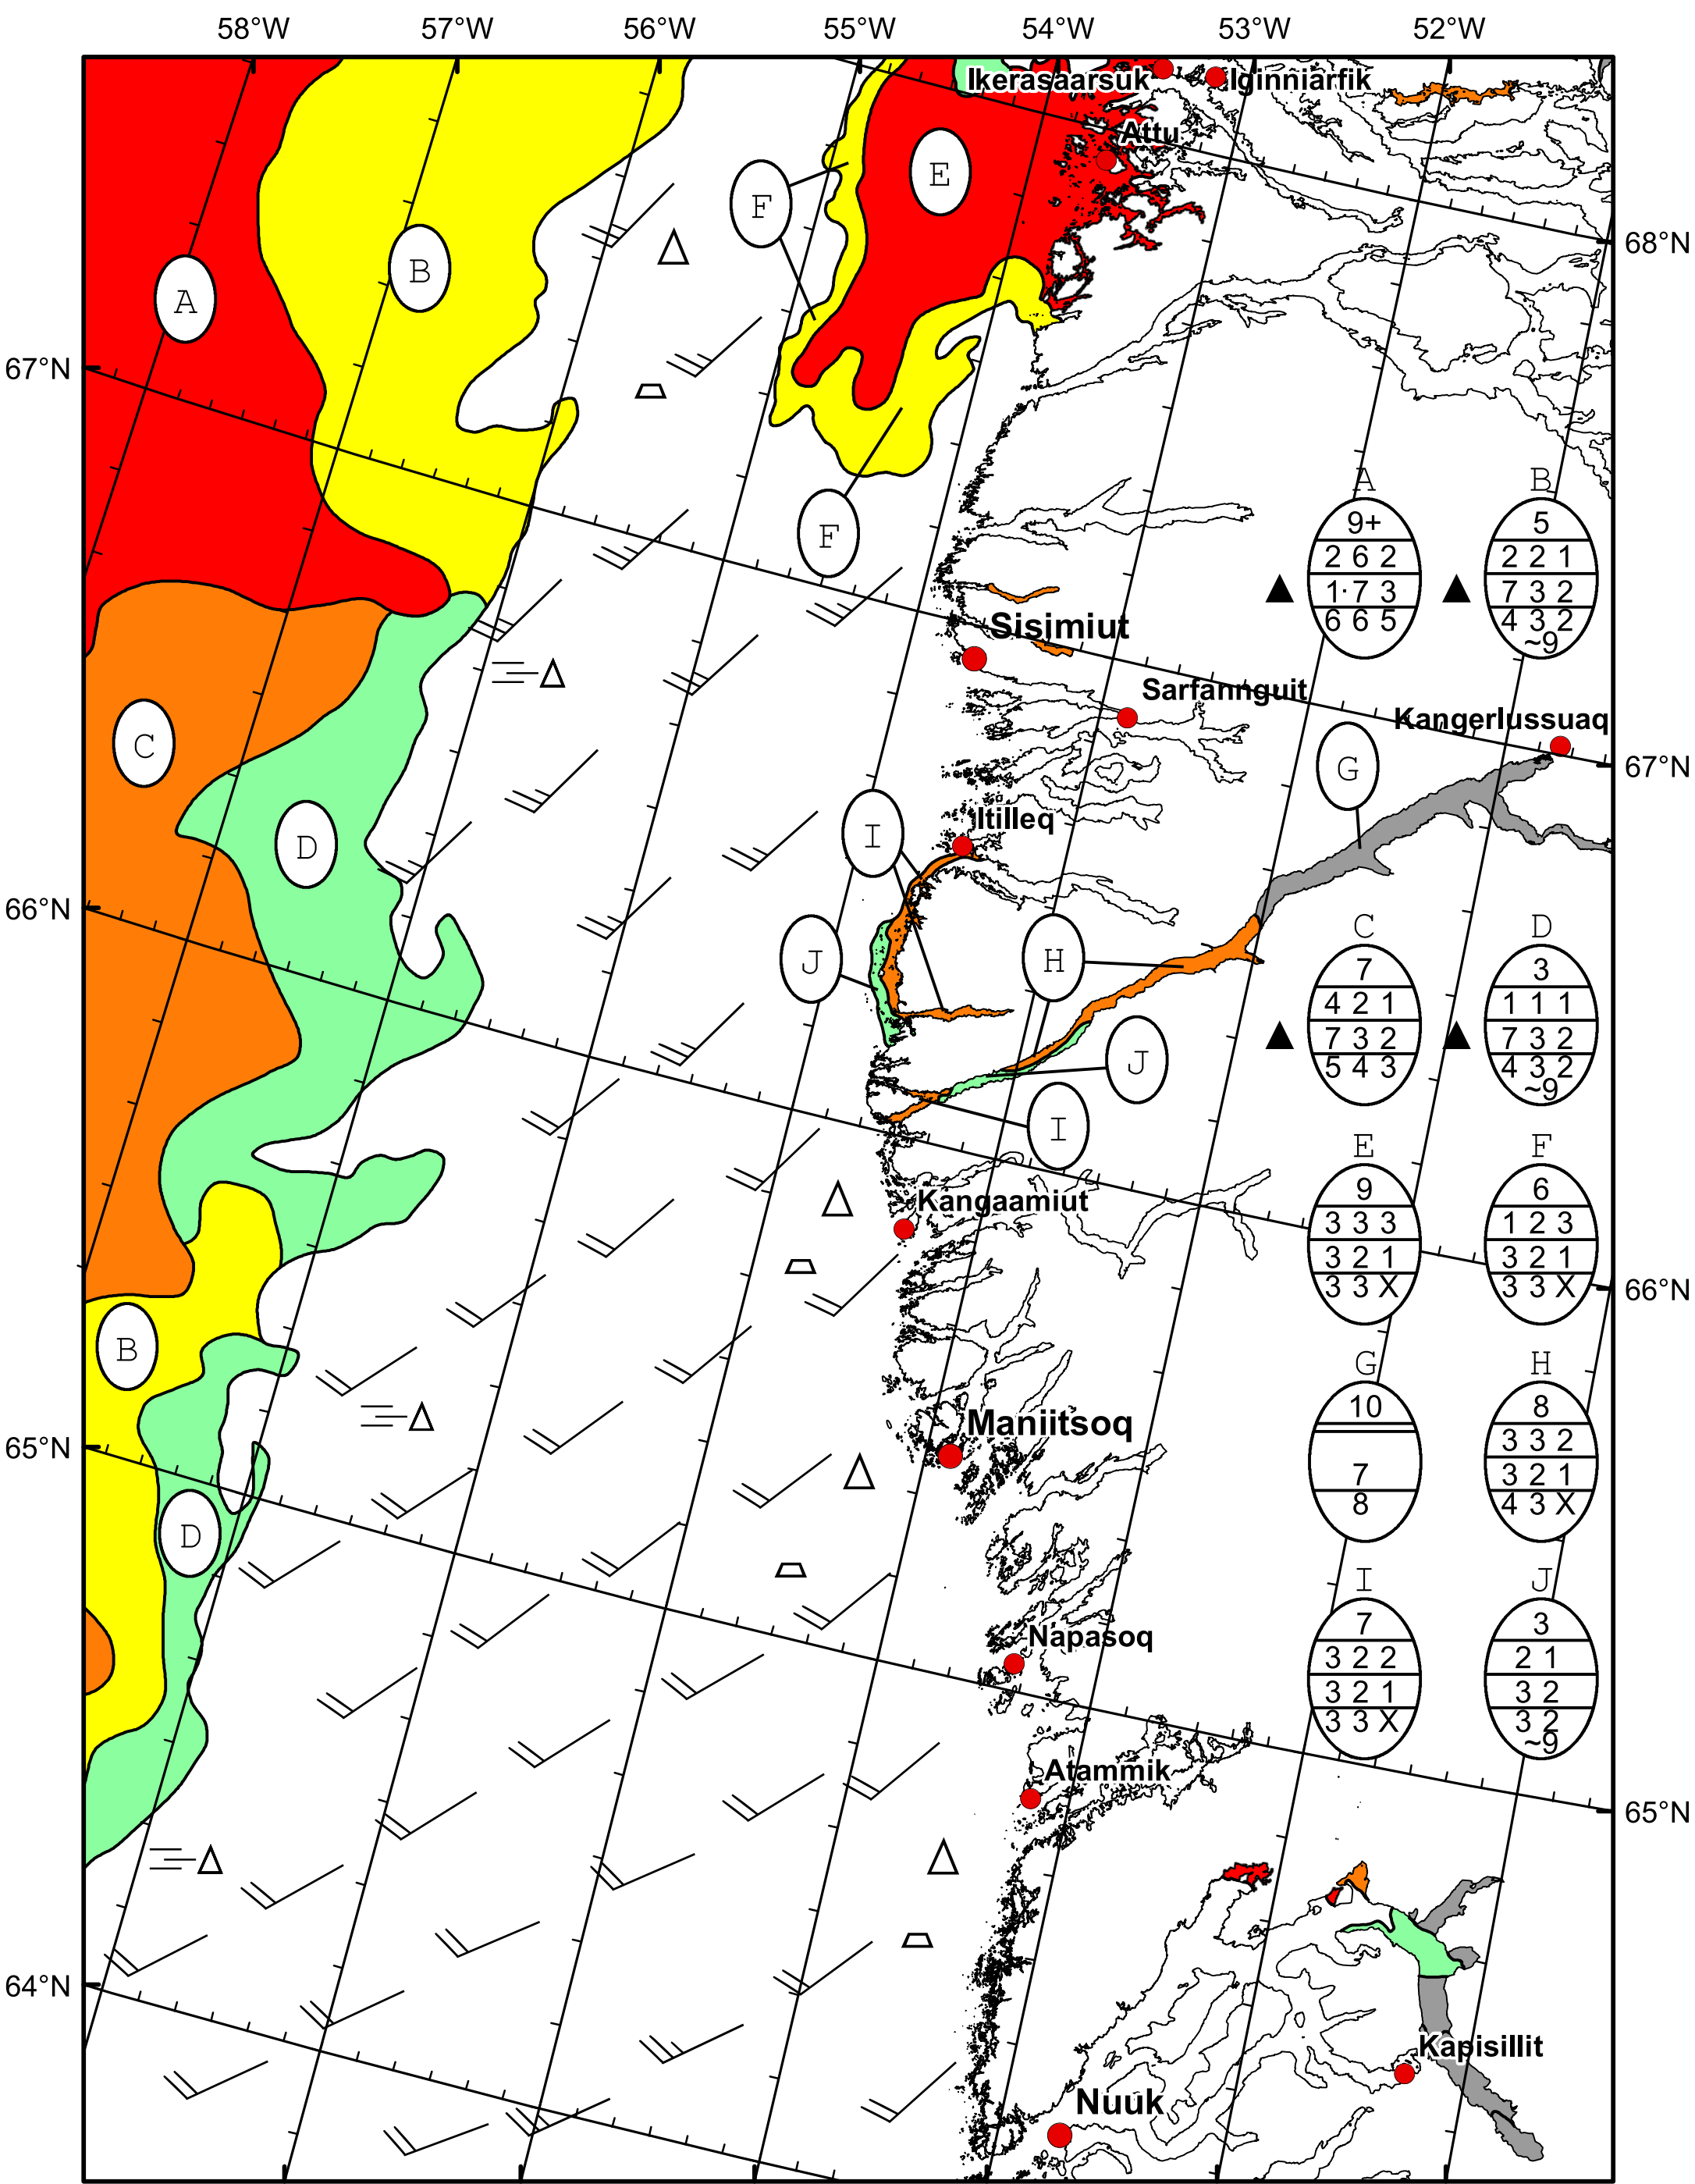 58°W 57°W 56°W 55°W 54°W 53°W 52°W
Ikerasaarsuk Iginniarfik
Attu
E
F
68°N
B
A
67°N
F
A B
9+ 5
2 6 2 2 2 1
1·7 3 7 3 2
6 6 5 4 3 2
~9
Sisimiut
Sarfannguit
Kangerlussuaq
C
G
67°N
Itilleq
I
D
66°N
J
H
C D
7 3
4 2 1 1 1 1
7 3 2 7 3 2
5 4 3 4 3 2
~9
J
I
E F
9 6
3 3 3 1 2 3
3 2 1 3 2 1
3 3 X 3 3 X
Kangaamiut
66°N
B
G H
10 8
3 3 2
7 3 2 1
8 4 3 X
Maniitsoq
65°N
D
I J
7 3
3 2 2 2 1
3 2 1 3 2
3 3 X 3 2
~9
Napasoq
Atammik
65°N
64°N
Kapisillit
Nuuk